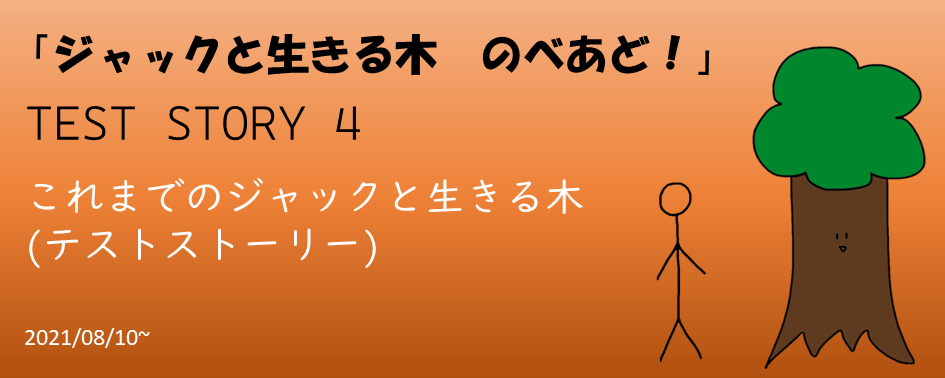 「ジャックと生きる木　のべあど！」
TEST STORY 4
これまでのジャックと生きる木
(テストストーリー)
2021/08/10~